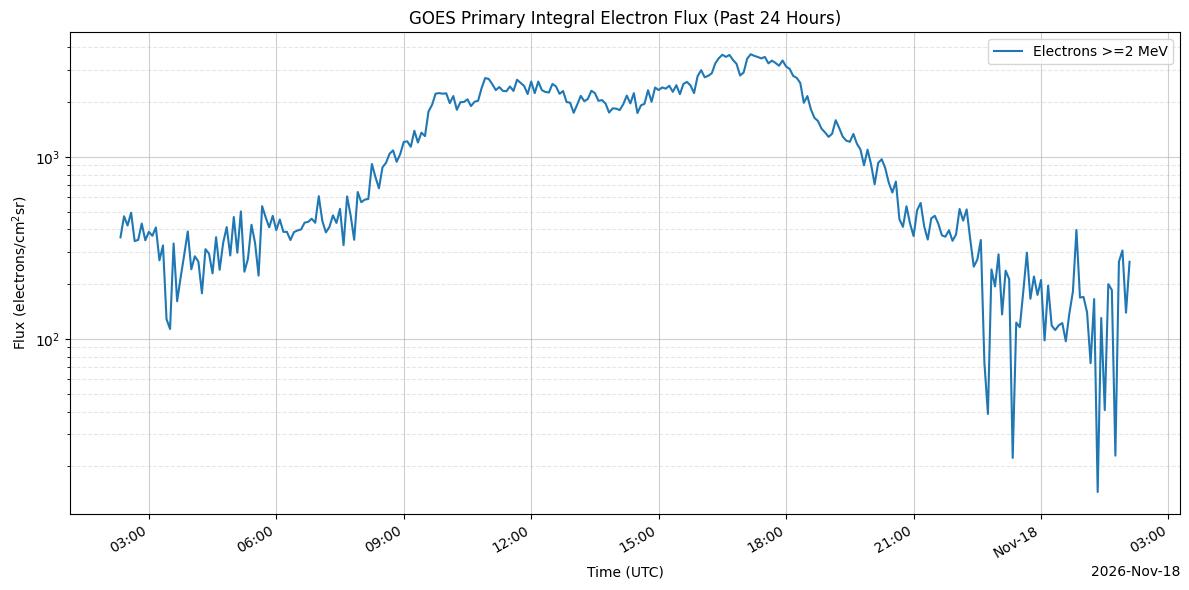 GOES Primary Integral Electron Flux (Past 24 Hours)
Electrons >=2 MeV
Flux (electrons/cm²sr)
10³
10²
03:00
06:00
09:00
12:00
15:00
18:00
21:00
Nov-18
03:00
Time (UTC)
2026-Nov-18